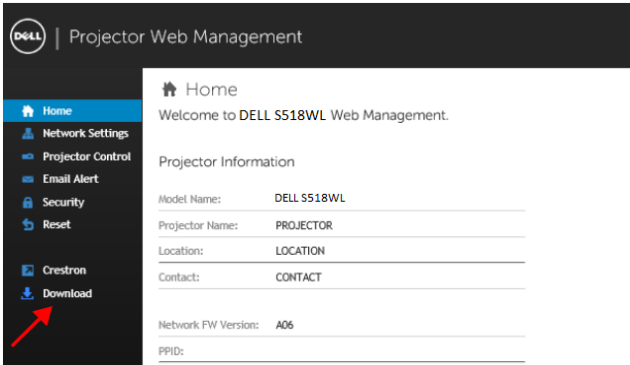 DELL | Projector Web Management
Home
Network Settings
Projector Control
Email Alert
Security
Reset
Crestron
Download
Home
Welcome to DELL S518WL Web Management.
Projector Information
Model Name: DELL S518WL
Projector Name: PROJECTOR
Location: LOCATION
Contact: CONTACT
Network FW Version: A06
PPID: